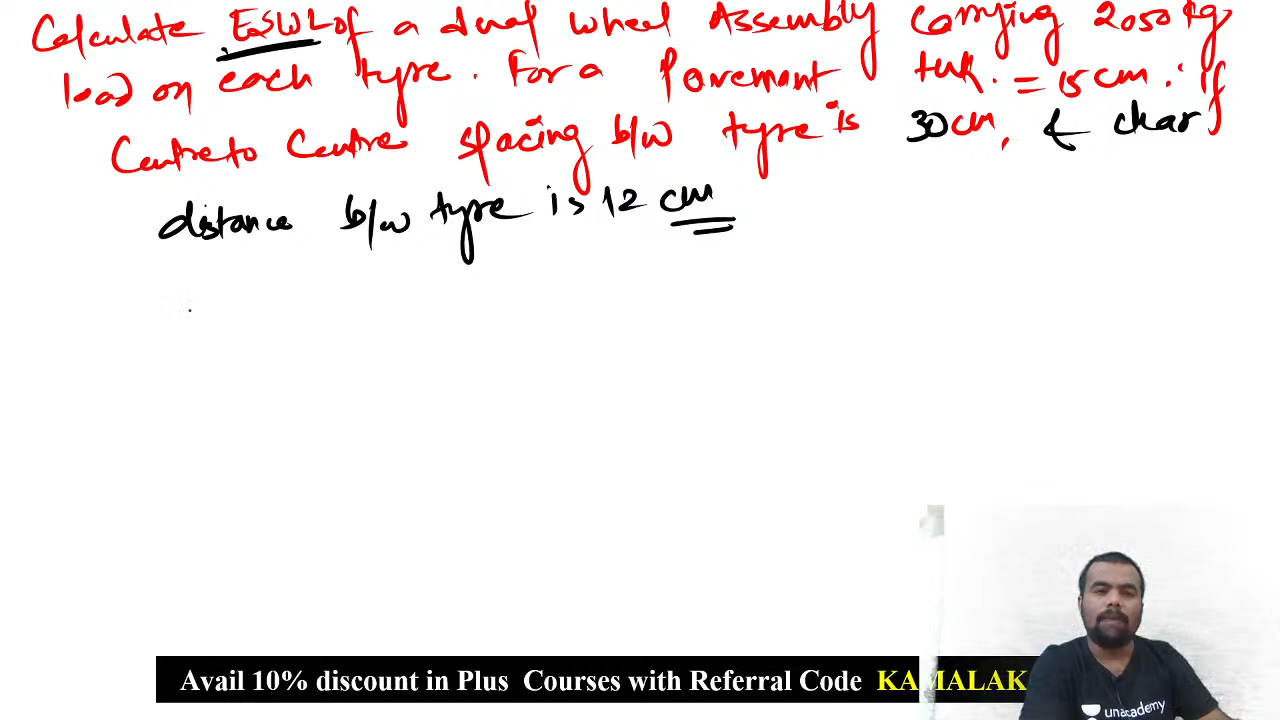 Calculate ESWL of a dual wheel Assembly carrying 2050 kg
load on each tyre. For a Pavement thk. = 15 cm. if
Centre to Centre spacing b/w tyre is 30 cm, & clear
distance b/w tyre is 12 cm
Avail 10% discount in Plus Courses with Referral Code KAMALAK
unacademy